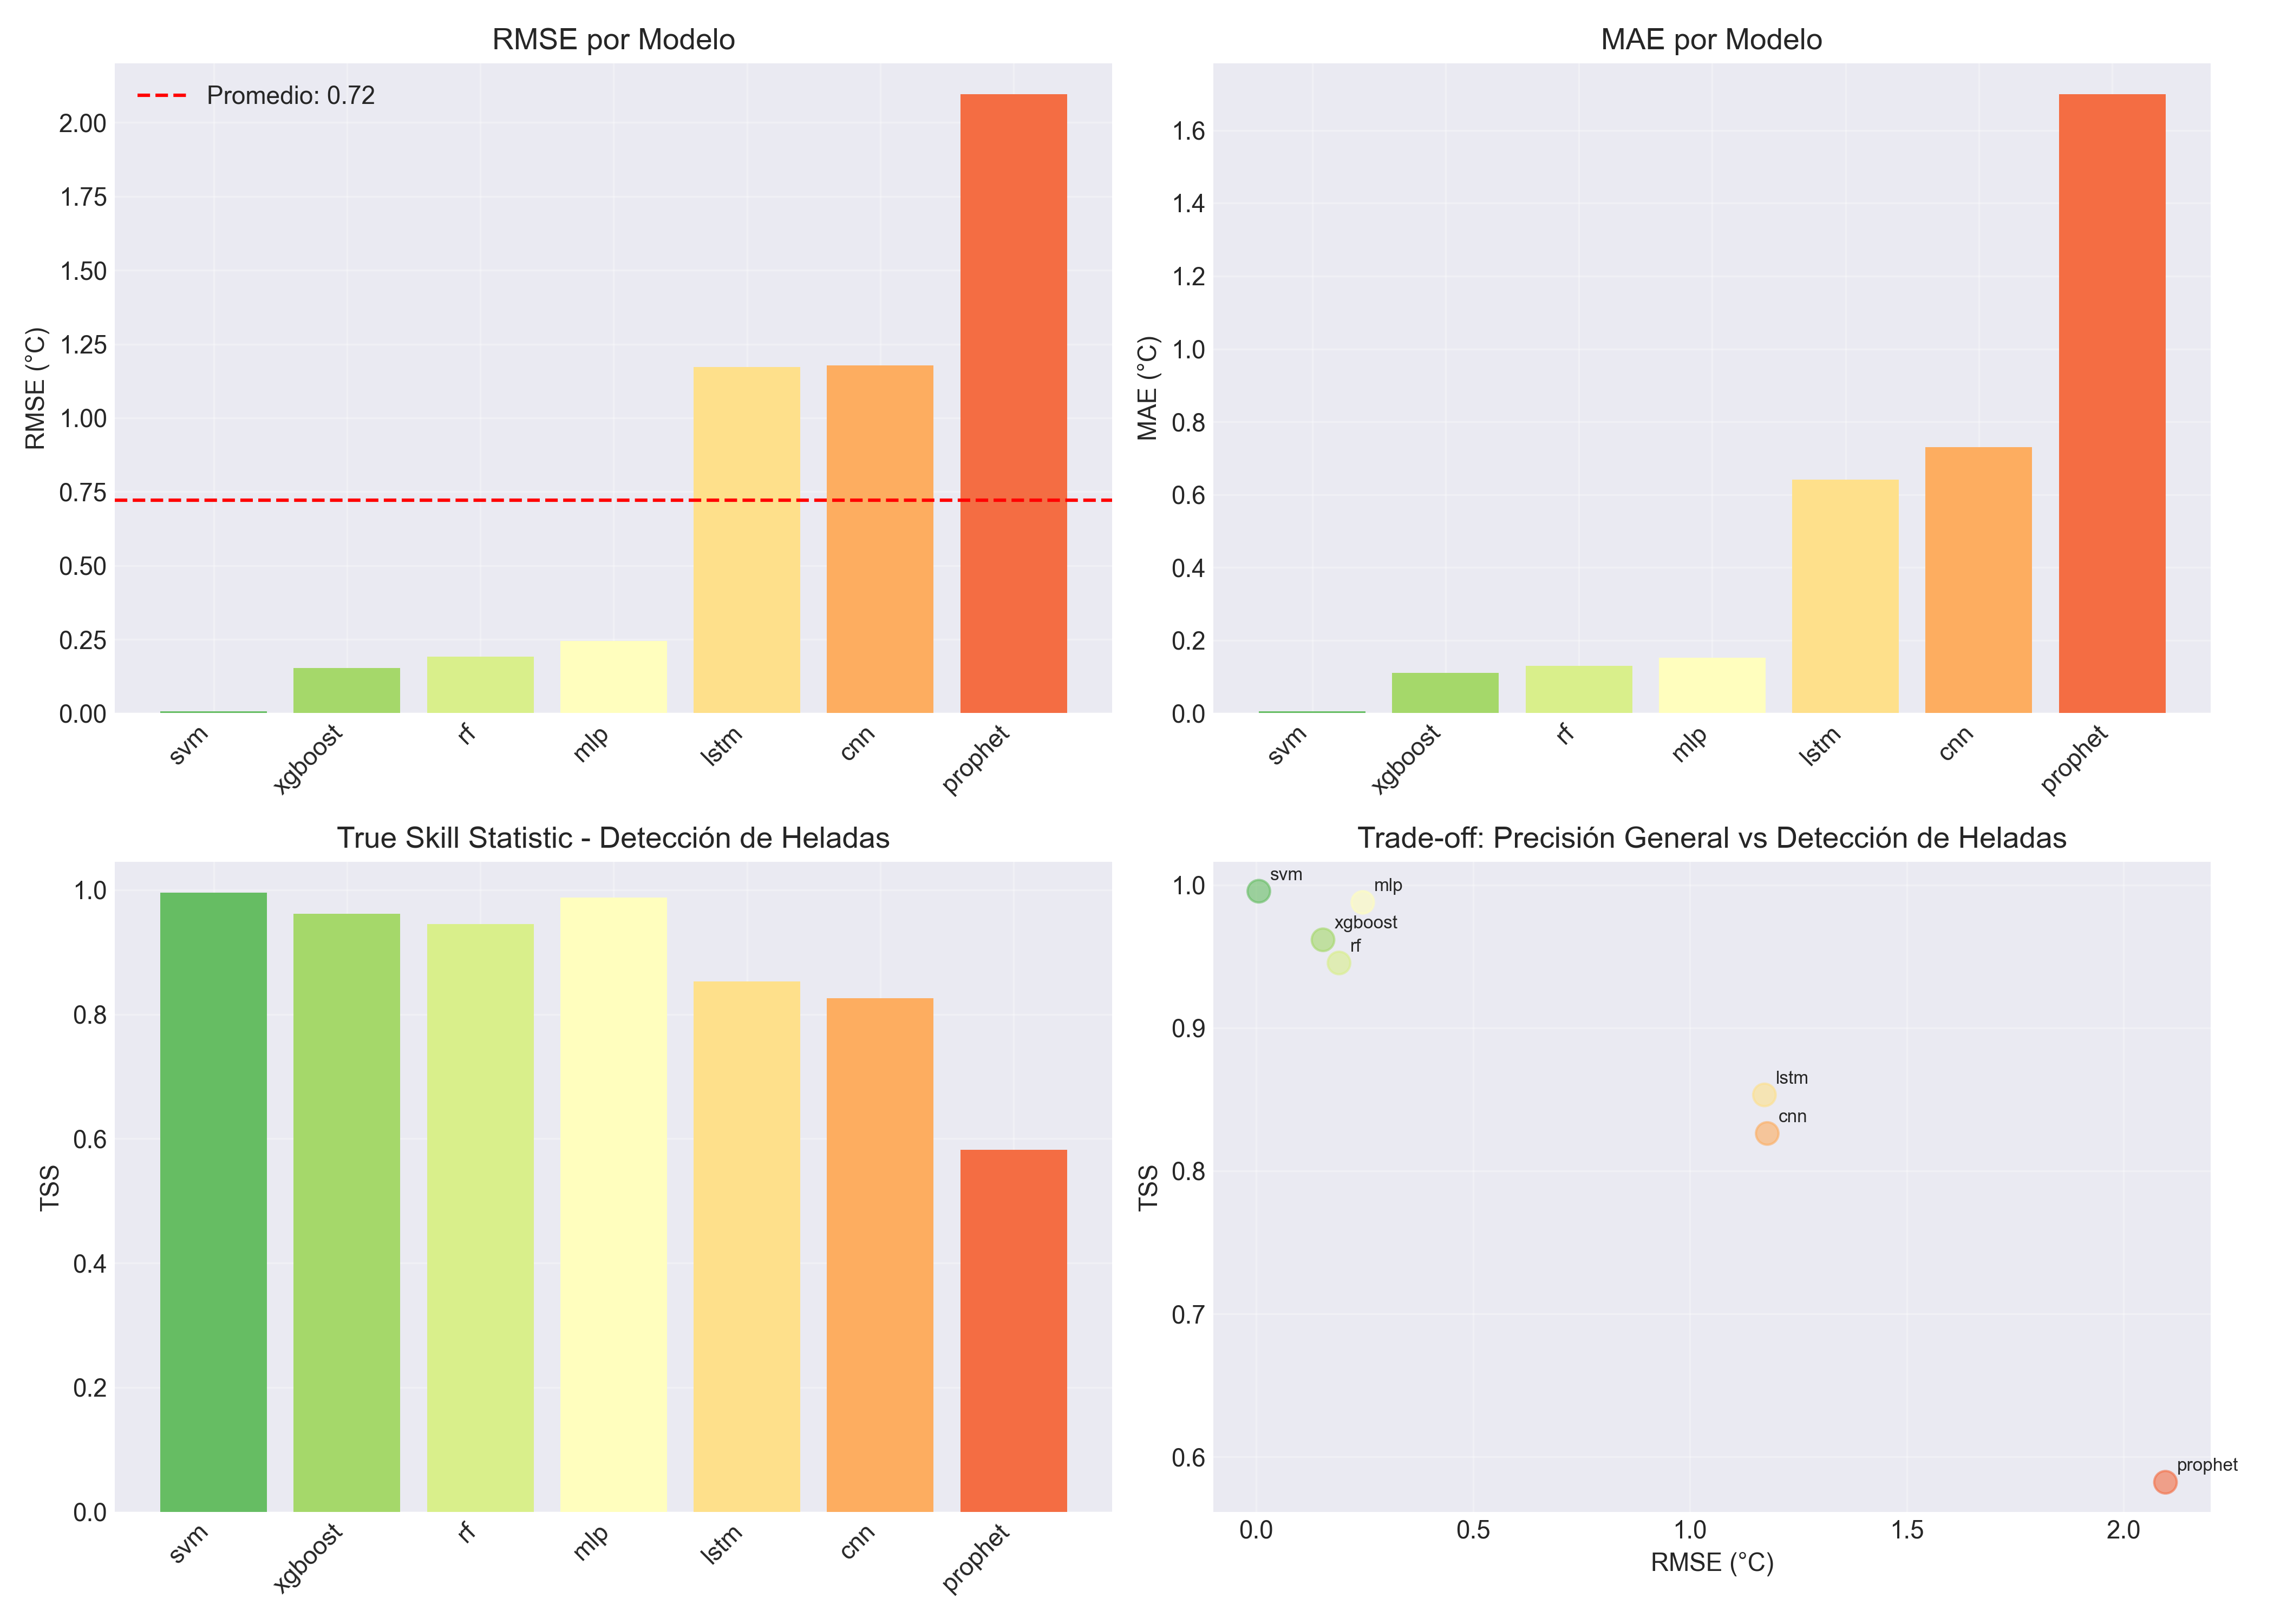 RMSE por Modelo
Promedio: 0.72
RMSE (°C)
2.00
1.75
1.50
1.25
1.00
0.75
0.50
0.25
0.00
svm
xgboost
rf
mlp
lstm
cnn
prophet
MAE por Modelo
MAE (°C)
1.6
1.4
1.2
1.0
0.8
0.6
0.4
0.2
0.0
svm
xgboost
rf
mlp
lstm
cnn
prophet
True Skill Statistic - Detección de Heladas
TSS
1.0
0.8
0.6
0.4
0.2
0.0
svm
xgboost
rf
mlp
lstm
cnn
prophet
Trade-off: Precisión General vs Detección de Heladas
TSS
1.0
0.9
0.8
0.7
0.6
svm
mlp
xgboost
rf
lstm
cnn
prophet
0.0
0.5
1.0
1.5
2.0
RMSE (°C)